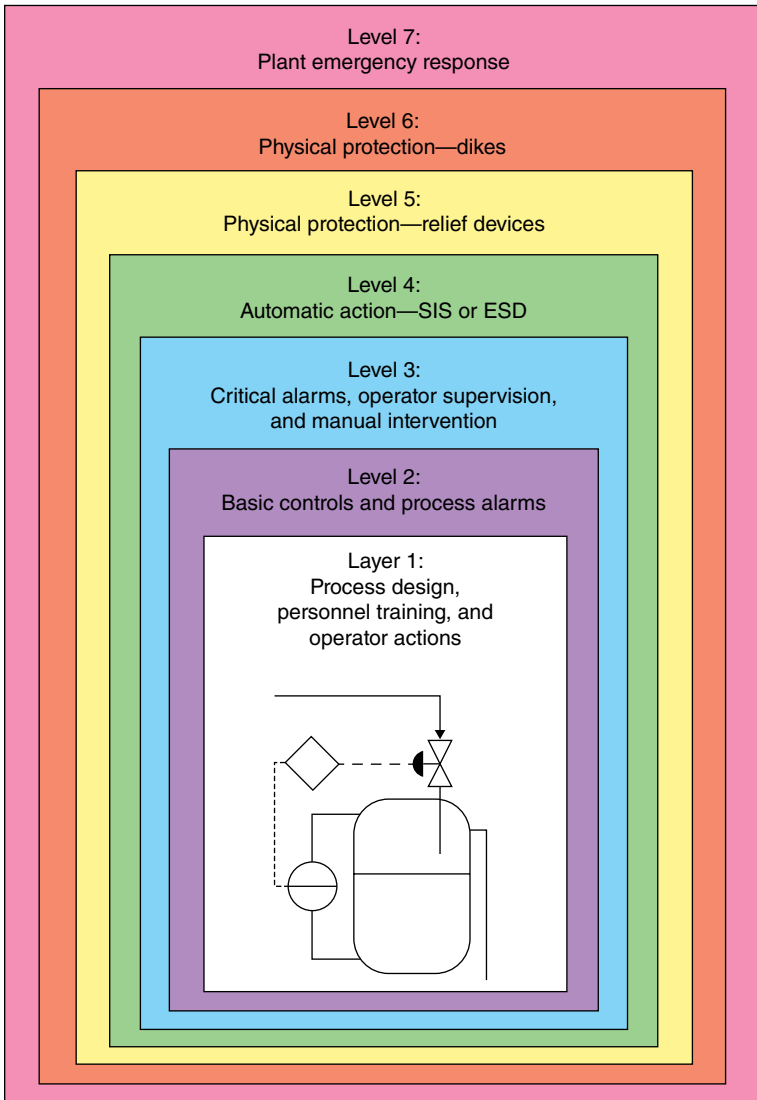 Level 7:
Plant emergency response
Level 6:
Physical protection—dikes
Level 5:
Physical protection—relief devices
Level 4:
Automatic action—SIS or ESD
Level 3:
Critical alarms, operator supervision,
and manual intervention
Level 2:
Basic controls and process alarms
Layer 1:
Process design,
personnel training, and
operator actions